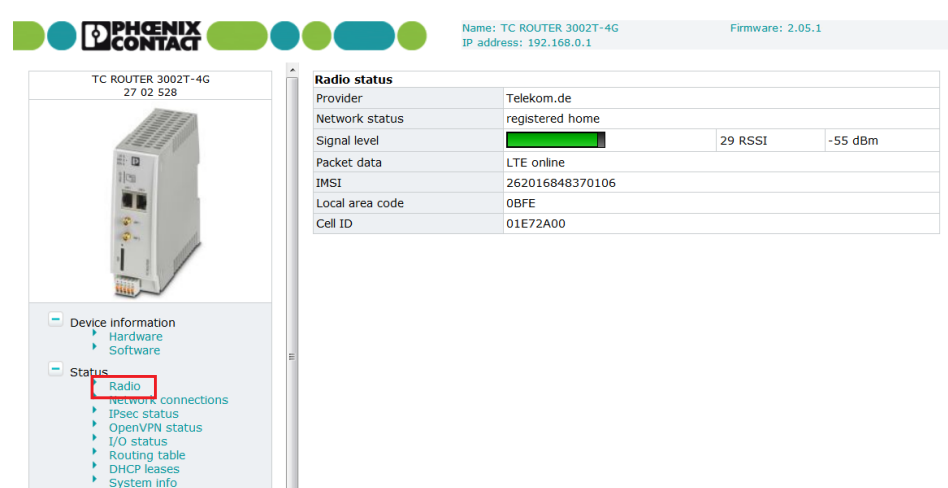 PHŒNIX
CONTACT
Name: TC ROUTER 3002T-4G Firmware: 2.05.1
IP address: 192.168.0.1
TC ROUTER 3002T-4G
27 02 528
Radio status
Provider Telekom.de
Network status registered home
Signal level 29 RSSI -55 dBm
Packet data LTE online
IMSI 262016848370106
Local area code 0BFE
Cell ID 01E72A00
Device information
Hardware
Software
Status
Radio
Network connections
IPsec status
OpenVPN status
I/O status
Routing table
DHCP leases
System info